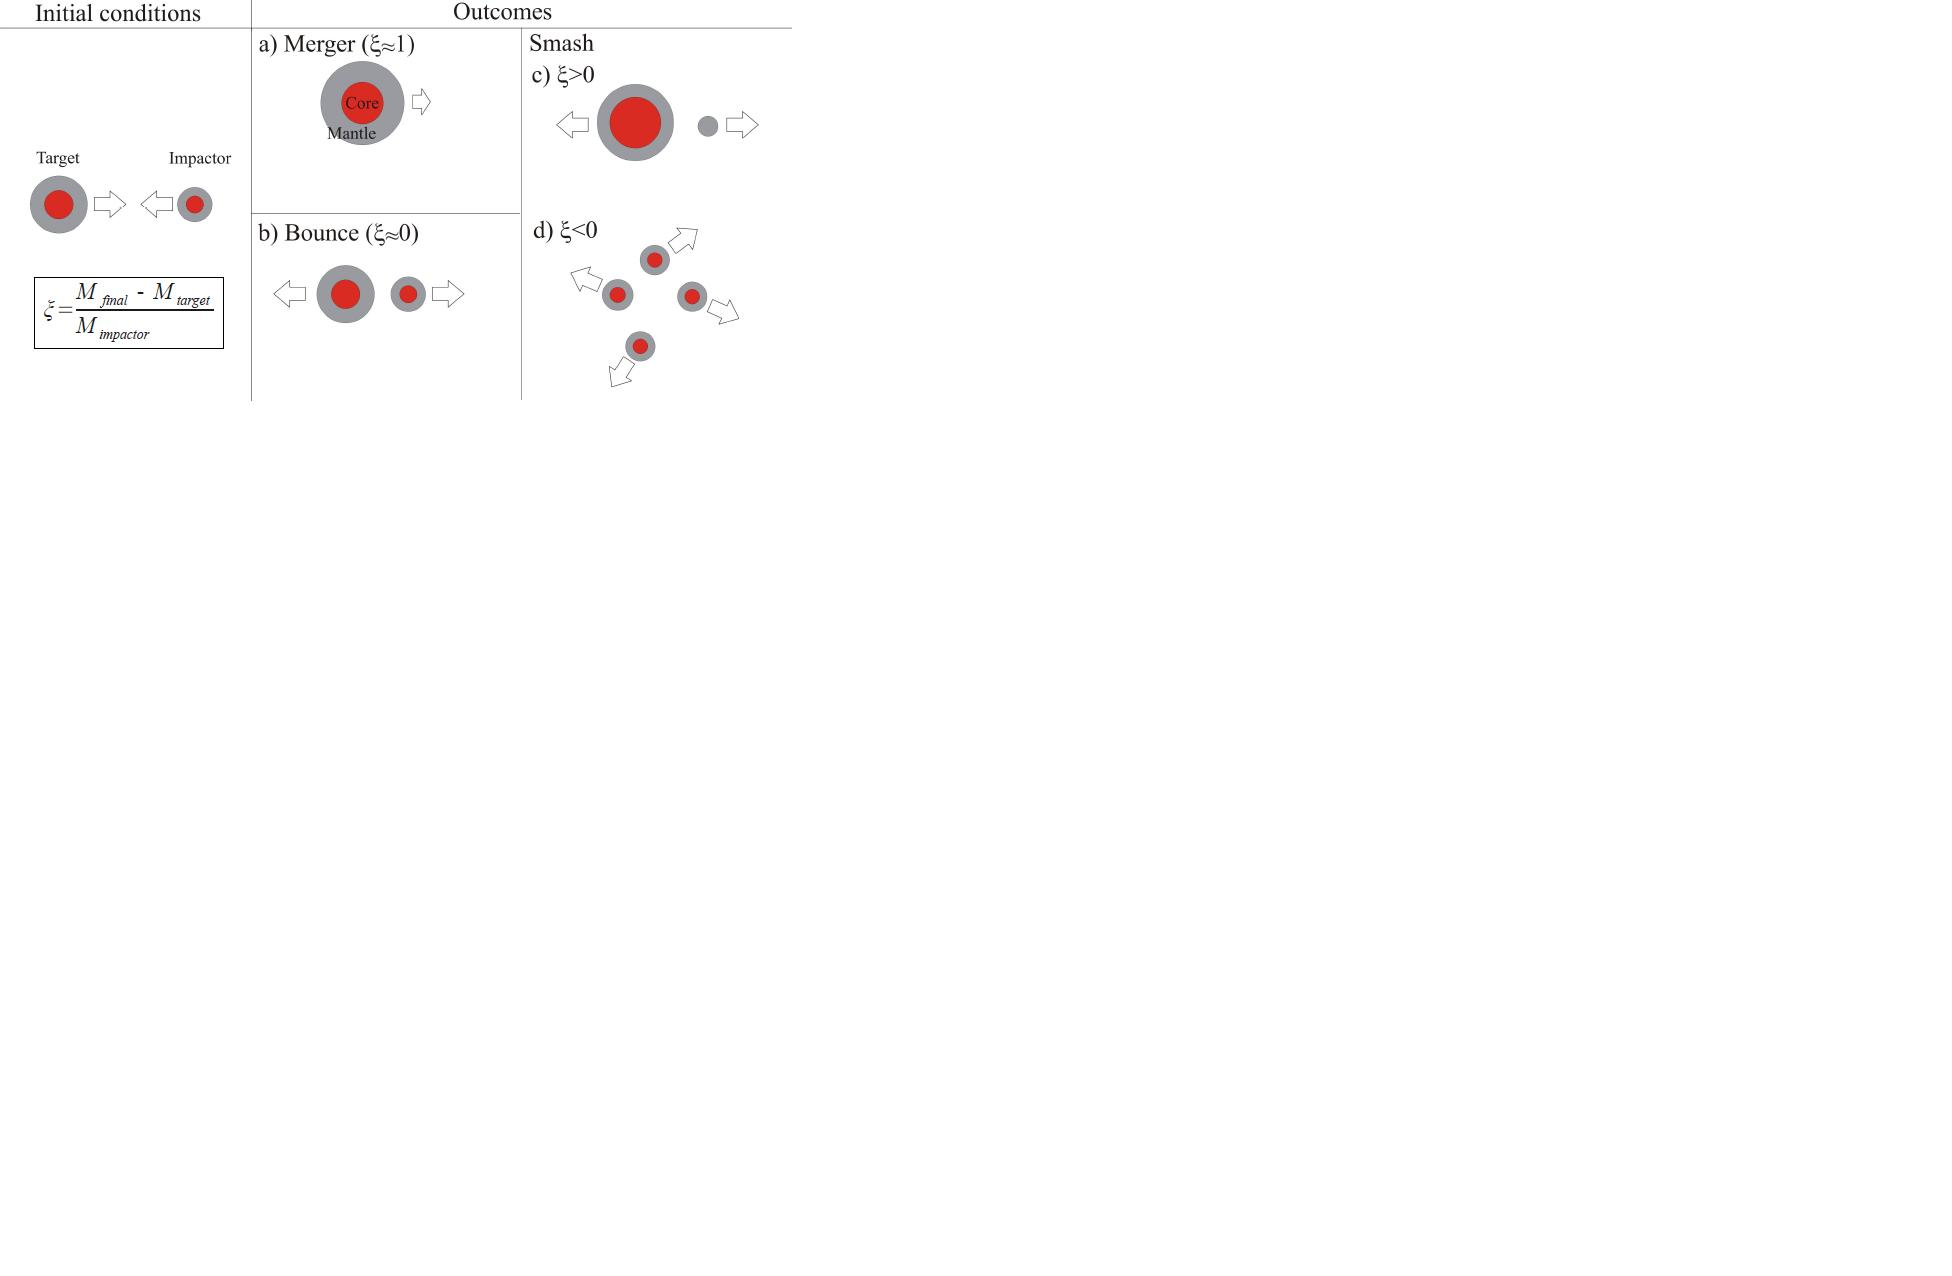 Initial conditions
Outcomes
Target
Impactor
ξ = M final - M target / M impactor
a) Merger (ξ≈1)
Core
Mantle
b) Bounce (ξ≈0)
Smash
c) ξ>0
d) ξ<0